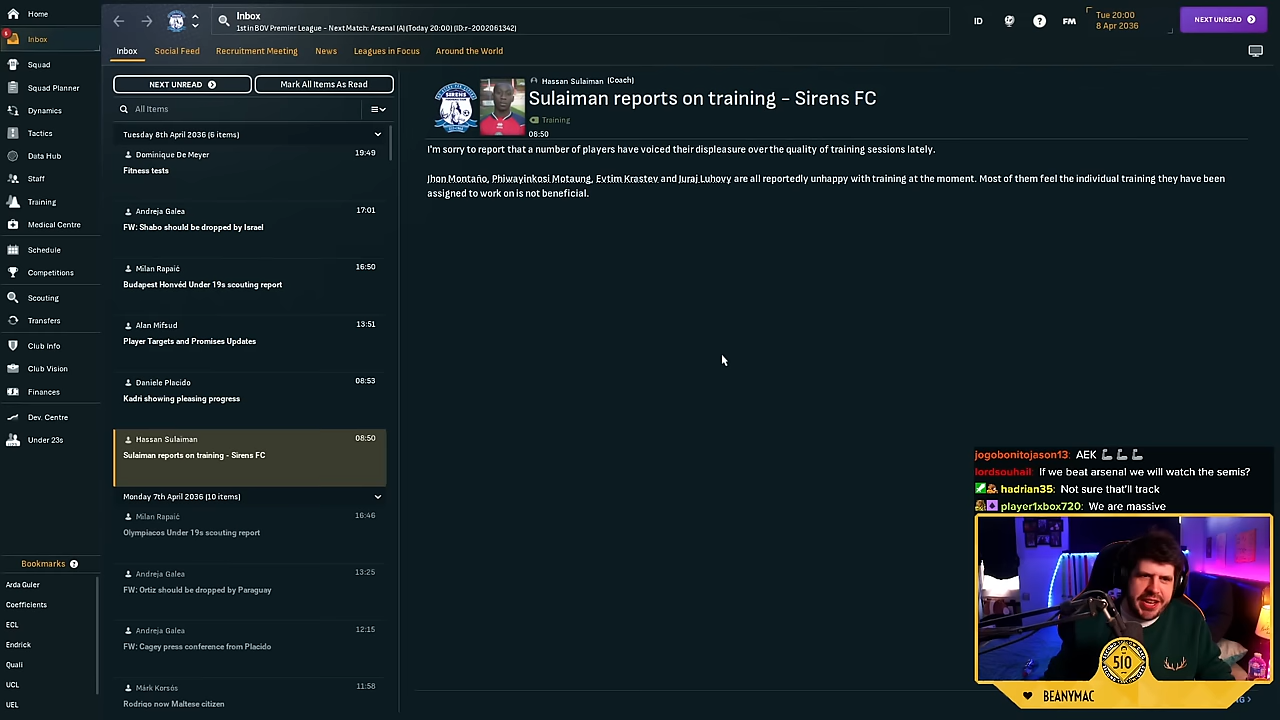 Home
Inbox
Squad
Squad Planner
Dynamics
Tactics
Data Hub
Staff
Training
Medical Centre
Schedule
Competitions
Scouting
Transfers
Club Info
Club Vision
Finances
Dev. Centre
Under 23s
Bookmarks ?
Arda Guler
Coefficients
ECL
Endrick
Quali
UCL
UEL
Inbox
1st in BOV Premier League - Next Match: Arsenal (A) (Today 20:00) (ID:r-2002061342)
ID
?
FM
Tue 20:00
8 Apr 2036
NEXT UNREAD
Inbox
Social Feed
Recruitment Meeting
News
Leagues in Focus
Around the World
NEXT UNREAD
Mark All Items As Read
All Items
Tuesday 8th April 2036 (6 items)
Dominique De Meyer 19:49
Fitness tests
Andreja Galea 17:01
FW: Shabo should be dropped by Israel
Milan Rapaić 16:50
Budapest Honvéd Under 19s scouting report
Alan Mifsud 13:51
Player Targets and Promises Updates
Daniele Placido 08:53
Kadri showing pleasing progress
Hassan Sulaiman 08:50
Sulaiman reports on training - Sirens FC
Monday 7th April 2036 (10 items)
Milan Rapaić 16:46
Olympiacos Under 19s scouting report
Andreja Galea 13:25
FW: Ortiz should be dropped by Paraguay
Andreja Galea 12:15
FW: Cagey press conference from Placido
Márk Korsós 11:58
Rodrigo now Maltese citizen
SIRENS
Hassan Sulaiman (Coach)
Sulaiman reports on training - Sirens FC
Training
08:50
I'm sorry to report that a number of players have voiced their displeasure over the quality of training sessions lately.
Jhon Montaño, Phiwayinkosi Motaung, Evtim Krastev and Juraj Luhovy are all reportedly unhappy with training at the moment. Most of them feel the individual training they have been
assigned to work on is not beneficial.
jogobonitojason13: AEK
lordsouhail: If we beat arsenal we will watch the semis?
hadrian35: Not sure that'll track
player1xbox720: We are massive
510
BEANYMAC